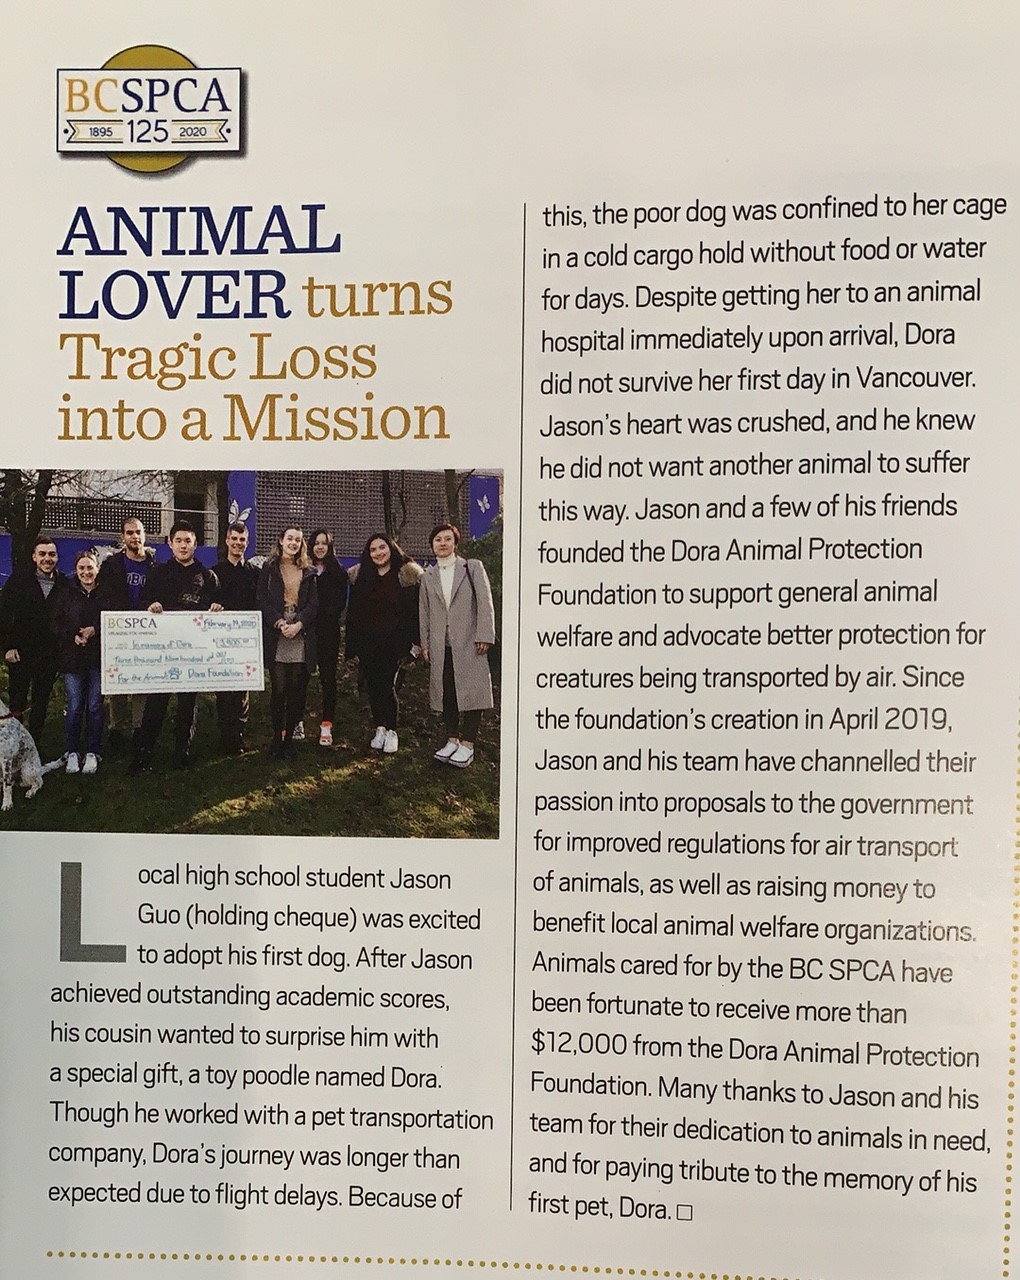 BCSPCA
1895 125 2020
ANIMAL
LOVER turns
Tragic Loss
into a Mission
BCSPCA
February 14, 2020
In memory of Dora
Three thousand Nine hundred
For the Animals Dora Foundation
Local high school student Jason
Guo (holding cheque) was excited
to adopt his first dog. After Jason
achieved outstanding academic scores,
his cousin wanted to surprise him with
a special gift, a toy poodle named Dora.
Though he worked with a pet transportation
company, Dora's journey was longer than
expected due to flight delays. Because of
this, the poor dog was confined to her cage
in a cold cargo hold without food or water
for days. Despite getting her to an animal
hospital immediately upon arrival, Dora
did not survive her first day in Vancouver.
Jason's heart was crushed, and he knew
he did not want another animal to suffer
this way. Jason and a few of his friends
founded the Dora Animal Protection
Foundation to support general animal
welfare and advocate better protection for
creatures being transported by air. Since
the foundation's creation in April 2019,
Jason and his team have channelled their
passion into proposals to the government
for improved regulations for air transport
of animals, as well as raising money to
benefit local animal welfare organizations.
Animals cared for by the BC SPCA have
been fortunate to receive more than
$12,000 from the Dora Animal Protection
Foundation. Many thanks to Jason and his
team for their dedication to animals in need,
and for paying tribute to the memory of his
first pet, Dora.